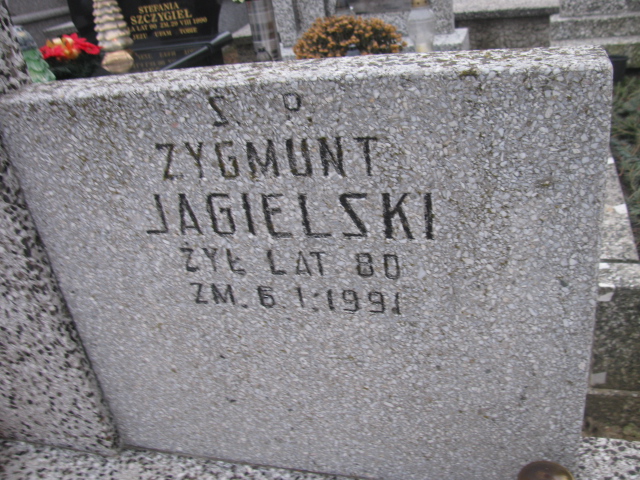 STEFANIA
SZCZYGIEŁ
Ś. P.
ZYGMUNT
JAGIELSKI
ŻYŁ LAT 80
ZM. 6.1.1991